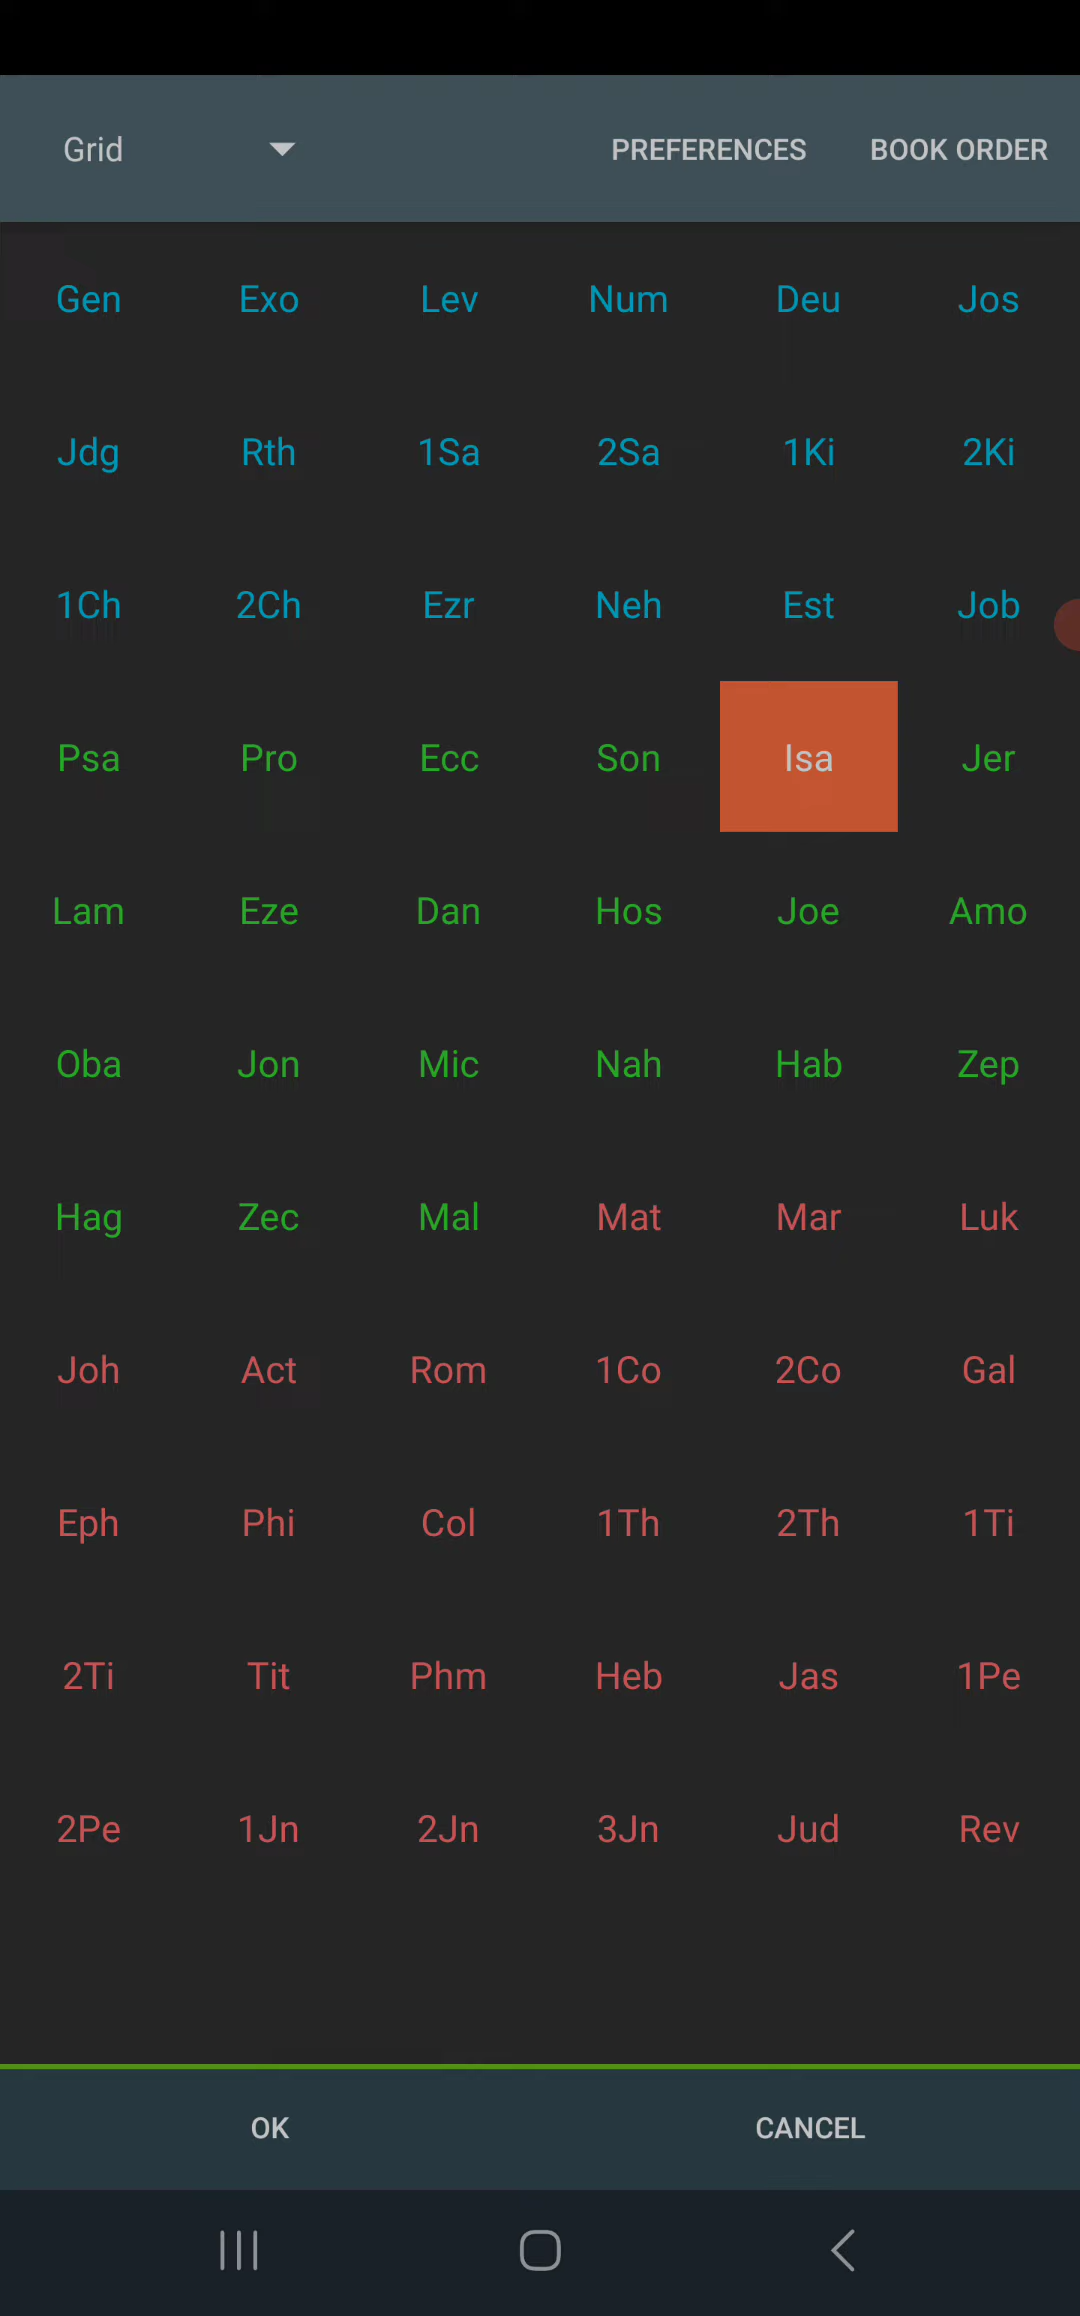 Grid PREFERENCES BOOK ORDER
Gen Exo Lev Num Deu Jos
Jdg Rth 1Sa 2Sa 1Ki 2Ki
1Ch 2Ch Ezr Neh Est Job
Psa Pro Ecc Son Isa Jer
Lam Eze Dan Hos Joe Amo
Oba Jon Mic Nah Hab Zep
Hag Zec Mal Mat Mar Luk
Joh Act Rom 1Co 2Co Gal
Eph Phi Col 1Th 2Th 1Ti
2Ti Tit Phm Heb Jas 1Pe
2Pe 1Jn 2Jn 3Jn Jud Rev
OK CANCEL